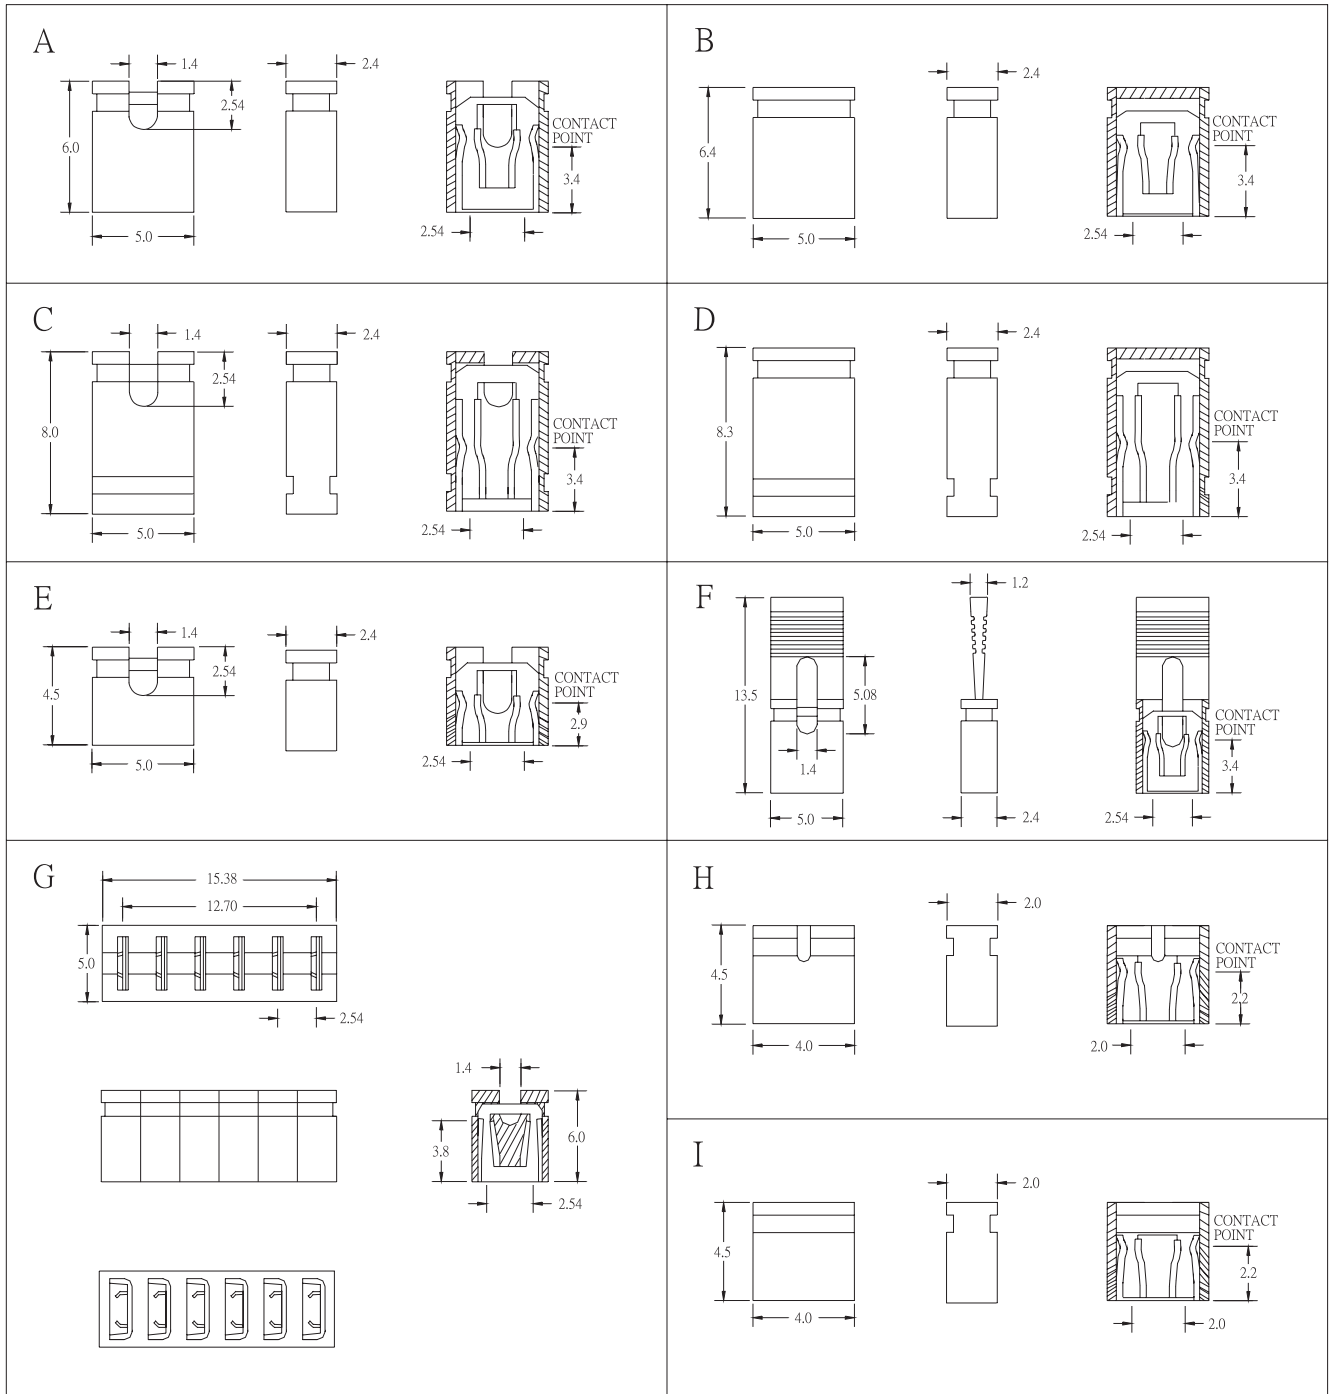 A
1.4
2.4
2.54
6.0
CONTACT
POINT
3.4
5.0
2.54
B
2.4
6.4
CONTACT
POINT
3.4
5.0
2.54
C
1.4
2.4
2.54
8.0
CONTACT
POINT
3.4
5.0
2.54
D
2.4
8.3
CONTACT
POINT
3.4
5.0
2.54
E
1.4
2.4
2.54
4.5
CONTACT
POINT
2.9
5.0
2.54
F
1.2
13.5
5.08
1.4
CONTACT
POINT
3.4
5.0
2.4
2.54
G
15.38
12.70
5.0
2.54
1.4
3.8
6.0
2.54
H
2.0
4.5
CONTACT
POINT
2.2
4.0
2.0
I
2.0
4.5
CONTACT
POINT
2.2
4.0
2.0